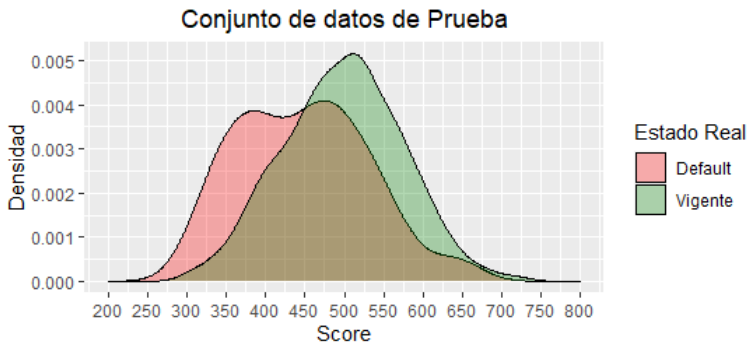 Conjunto de datos de Prueba
Densidad
0.005
0.004
0.003
0.002
0.001
0.000
200 250 300 350 400 450 500 550 600 650 700 750 800
Score
Estado Real
Default
Vigente